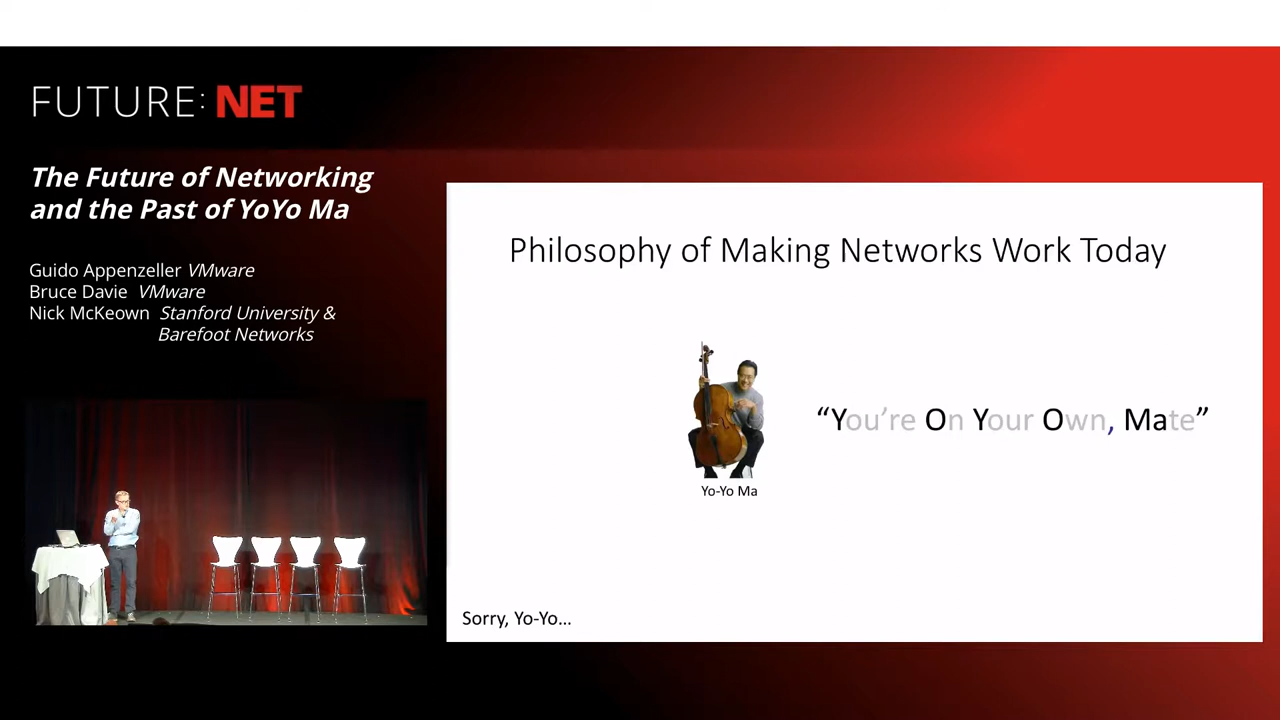 FUTURE: NET
The Future of Networking
and the Past of YoYo Ma
Guido Appenzeller VMware
Bruce Davie VMware
Nick McKeown Stanford University &
Barefoot Networks
Philosophy of Making Networks Work Today
“You’re On Your Own, Mate”
Yo-Yo Ma
Sorry, Yo-Yo...